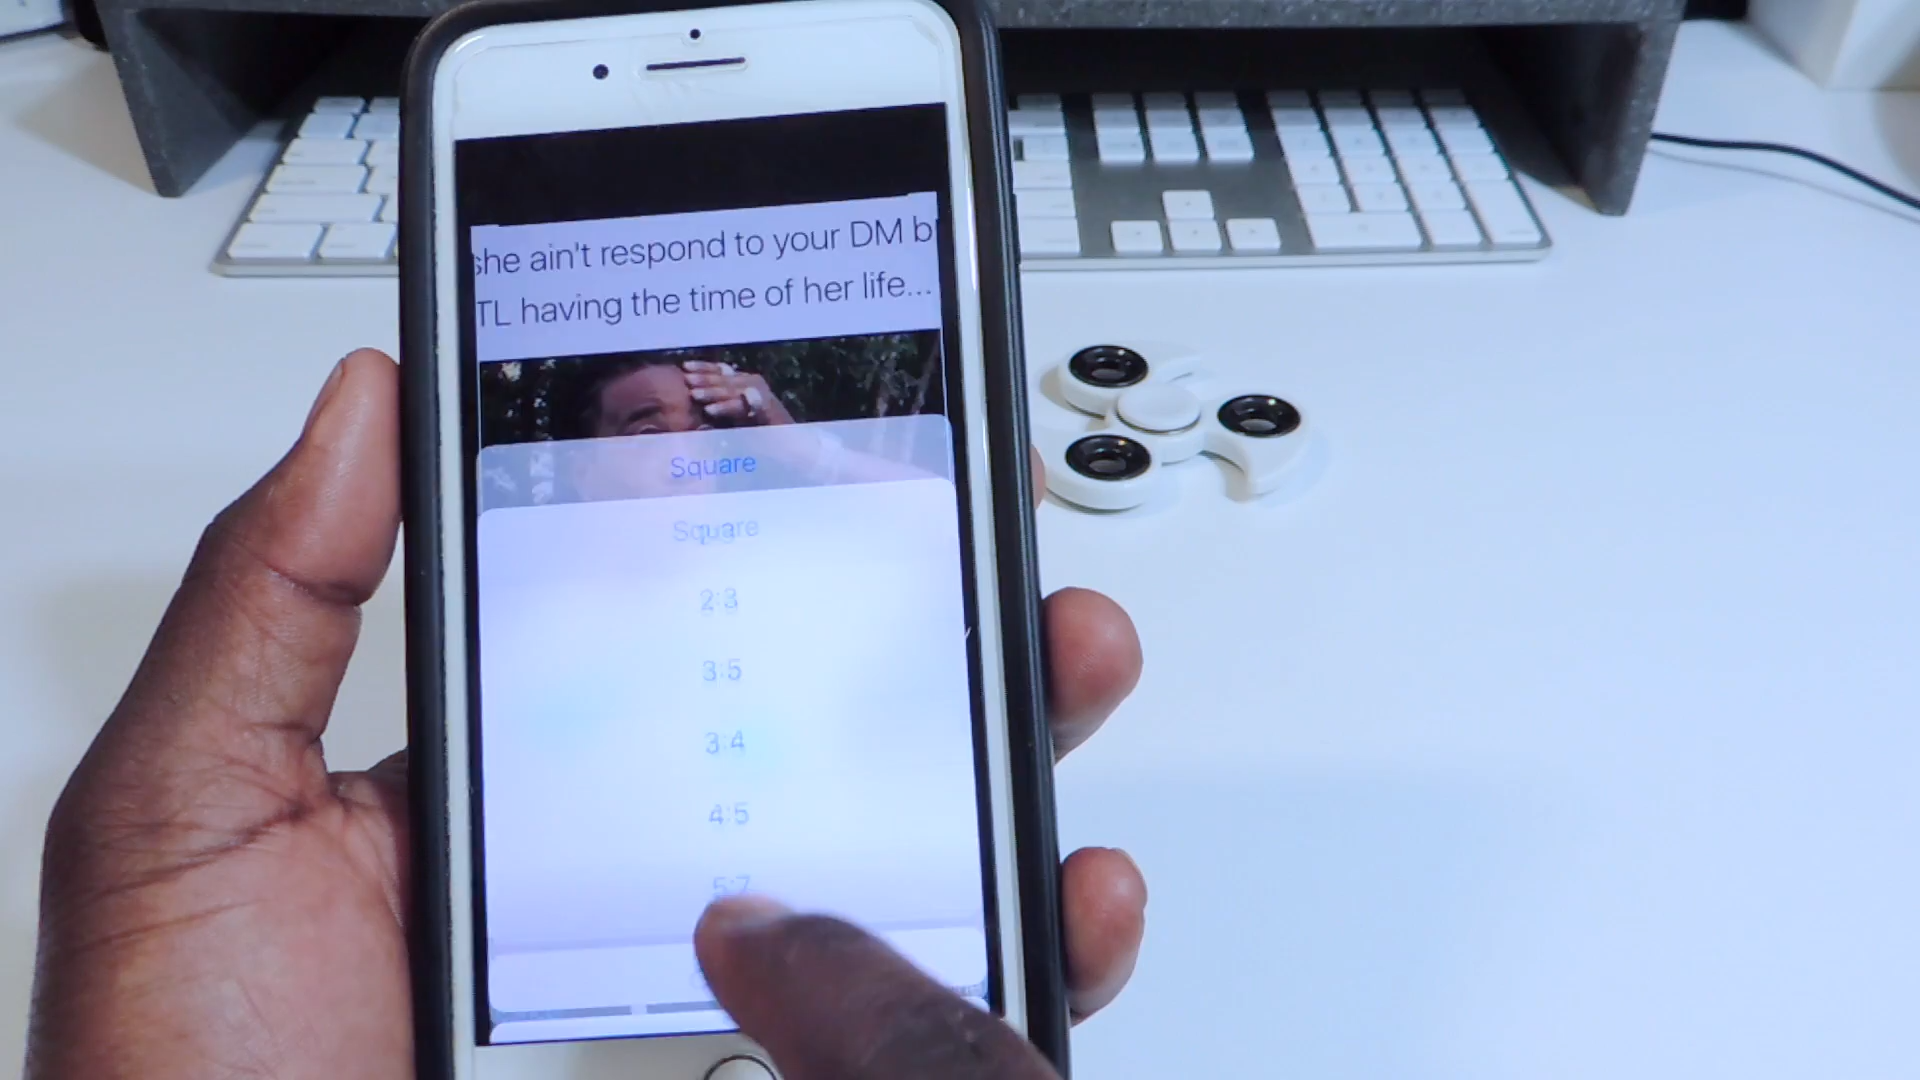 she ain't respond to your DM b
TL having the time of her life...
Square
Square
2:3
3:5
3:4
4:5
5:7